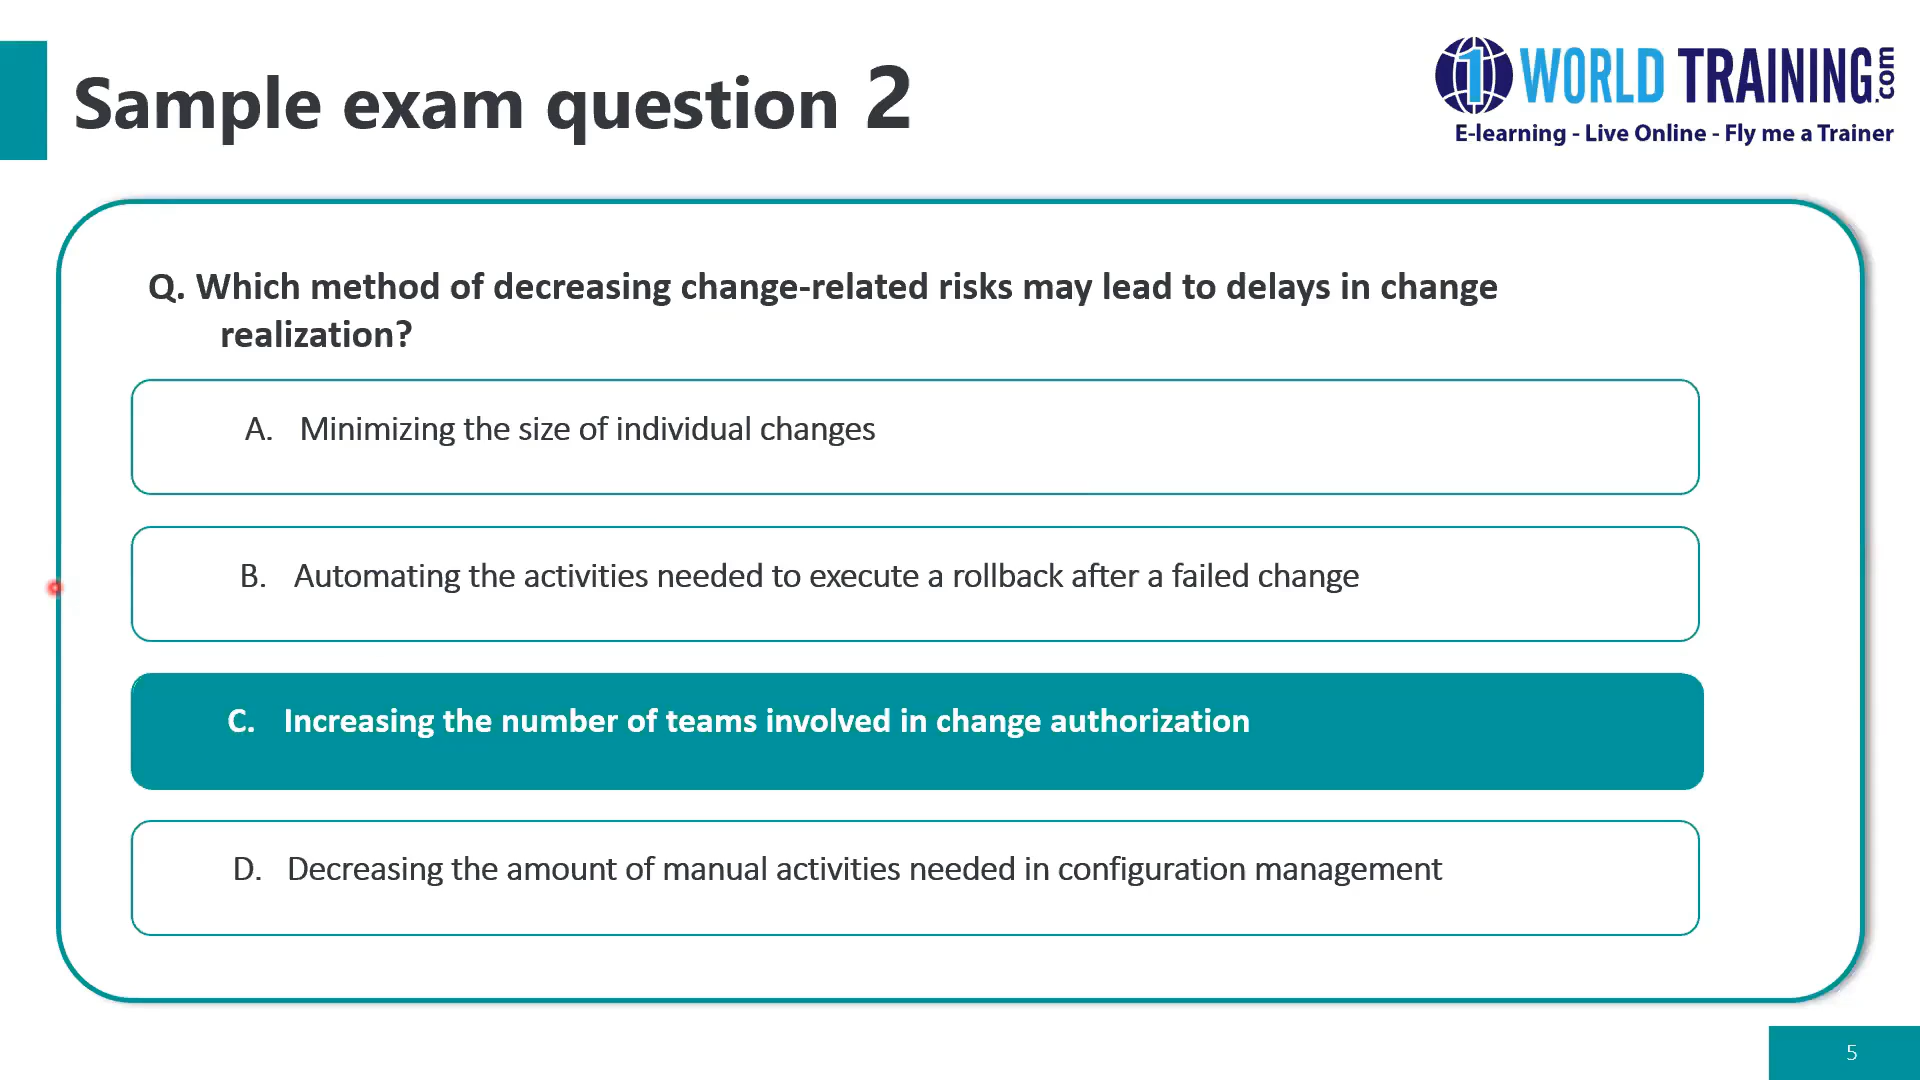 Sample exam question 2
1 WORLD TRAINING.com
E-learning - Live Online - Fly me a Trainer
Q. Which method of decreasing change-related risks may lead to delays in change
realization?
A. Minimizing the size of individual changes
B. Automating the activities needed to execute a rollback after a failed change
C. Increasing the number of teams involved in change authorization
D. Decreasing the amount of manual activities needed in configuration management
5